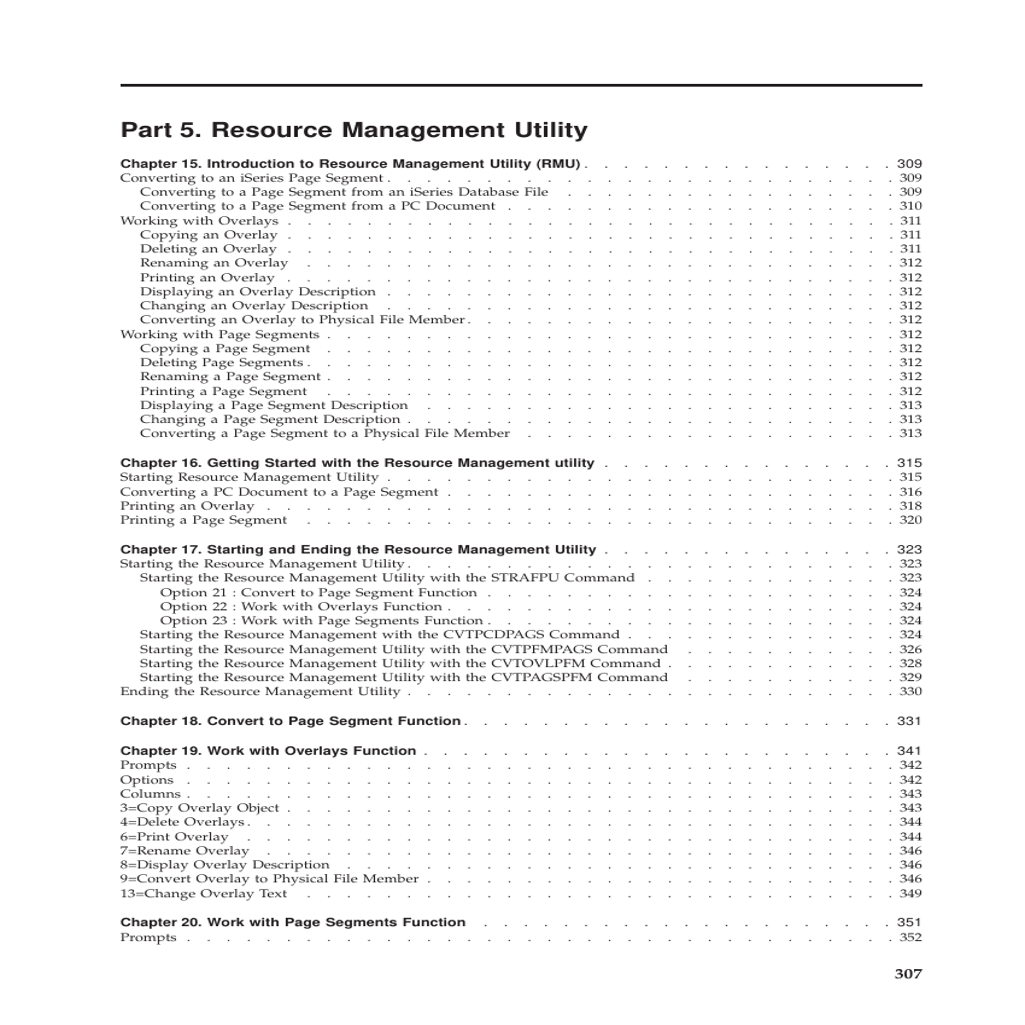 Part 5. Resource Management Utility
Chapter 15. Introduction to Resource Management Utility (RMU) . . . . . . . . . . . . . . . . 309
Converting to an iSeries Page Segment . . . . . . . . . . . . . . . . . . . . . . . . . . 309
Converting to a Page Segment from an iSeries Database File . . . . . . . . . . . . . . . . . 309
Converting to a Page Segment from a PC Document . . . . . . . . . . . . . . . . . . . . 310
Working with Overlays . . . . . . . . . . . . . . . . . . . . . . . . . . . . . . . 311
Copying an Overlay . . . . . . . . . . . . . . . . . . . . . . . . . . . . . . . 311
Deleting an Overlay . . . . . . . . . . . . . . . . . . . . . . . . . . . . . . 311
Renaming an Overlay . . . . . . . . . . . . . . . . . . . . . . . . . . . . . . 312
Printing an Overlay . . . . . . . . . . . . . . . . . . . . . . . . . . . . . . . 312
Displaying an Overlay Description . . . . . . . . . . . . . . . . . . . . . . . . . . 312
Changing an Overlay Description . . . . . . . . . . . . . . . . . . . . . . . . . . 312
Converting an Overlay to Physical File Member . . . . . . . . . . . . . . . . . . . . . . 312
Working with Page Segments . . . . . . . . . . . . . . . . . . . . . . . . . . . . . 312
Copying a Page Segment . . . . . . . . . . . . . . . . . . . . . . . . . . . . . 312
Deleting Page Segments . . . . . . . . . . . . . . . . . . . . . . . . . . . . . . 312
Renaming a Page Segment . . . . . . . . . . . . . . . . . . . . . . . . . . . . . 312
Printing a Page Segment . . . . . . . . . . . . . . . . . . . . . . . . . . . . . 312
Displaying a Page Segment Description . . . . . . . . . . . . . . . . . . . . . . . . 313
Changing a Page Segment Description . . . . . . . . . . . . . . . . . . . . . . . . . 313
Converting a Page Segment to a Physical File Member . . . . . . . . . . . . . . . . . . . 313
Chapter 16. Getting Started with the Resource Management utility . . . . . . . . . . . . . . . 315
Starting Resource Management Utility . . . . . . . . . . . . . . . . . . . . . . . . . . 315
Converting a PC Document to a Page Segment . . . . . . . . . . . . . . . . . . . . . . . 316
Printing an Overlay . . . . . . . . . . . . . . . . . . . . . . . . . . . . . . . . 318
Printing a Page Segment . . . . . . . . . . . . . . . . . . . . . . . . . . . . . . 320
Chapter 17. Starting and Ending the Resource Management Utility . . . . . . . . . . . . . . . 323
Starting the Resource Management Utility . . . . . . . . . . . . . . . . . . . . . . . . . 323
Starting the Resource Management Utility with the STRAFPU Command . . . . . . . . . . . . . 323
Option 21 : Convert to Page Segment Function . . . . . . . . . . . . . . . . . . . . . 324
Option 22 : Work with Overlays Function . . . . . . . . . . . . . . . . . . . . . . . 324
Option 23 : Work with Page Segments Function . . . . . . . . . . . . . . . . . . . . . 324
Starting the Resource Management with the CVTPCDPAGS Command . . . . . . . . . . . . . . 324
Starting the Resource Management Utility with the CVTPFMPAGS Command . . . . . . . . . . . 326
Starting the Resource Management Utility with the CVTOVLPFM Command . . . . . . . . . . . . 328
Starting the Resource Management Utility with the CVTPAGSPFM Command . . . . . . . . . . . 329
Ending the Resource Management Utility . . . . . . . . . . . . . . . . . . . . . . . . . 330
Chapter 18. Convert to Page Segment Function . . . . . . . . . . . . . . . . . . . . . . 331
Chapter 19. Work with Overlays Function . . . . . . . . . . . . . . . . . . . . . . . . 341
Prompts . . . . . . . . . . . . . . . . . . . . . . . . . . . . . . . . . . . . 342
Options . . . . . . . . . . . . . . . . . . . . . . . . . . . . . . . . . . . . 342
Columns . . . . . . . . . . . . . . . . . . . . . . . . . . . . . . . . . . . . 343
3=Copy Overlay Object . . . . . . . . . . . . . . . . . . . . . . . . . . . . . . . 343
4=Delete Overlays . . . . . . . . . . . . . . . . . . . . . . . . . . . . . . . . . 344
6=Print Overlay . . . . . . . . . . . . . . . . . . . . . . . . . . . . . . . . . 344
7=Rename Overlay . . . . . . . . . . . . . . . . . . . . . . . . . . . . . . . . 346
8=Display Overlay Description . . . . . . . . . . . . . . . . . . . . . . . . . . . . 346
9=Convert Overlay to Physical File Member . . . . . . . . . . . . . . . . . . . . . . . . 346
13=Change Overlay Text . . . . . . . . . . . . . . . . . . . . . . . . . . . . . . 349
Chapter 20. Work with Page Segments Function . . . . . . . . . . . . . . . . . . . . . 351
Prompts . . . . . . . . . . . . . . . . . . . . . . . . . . . . . . . . . . . . 352
307